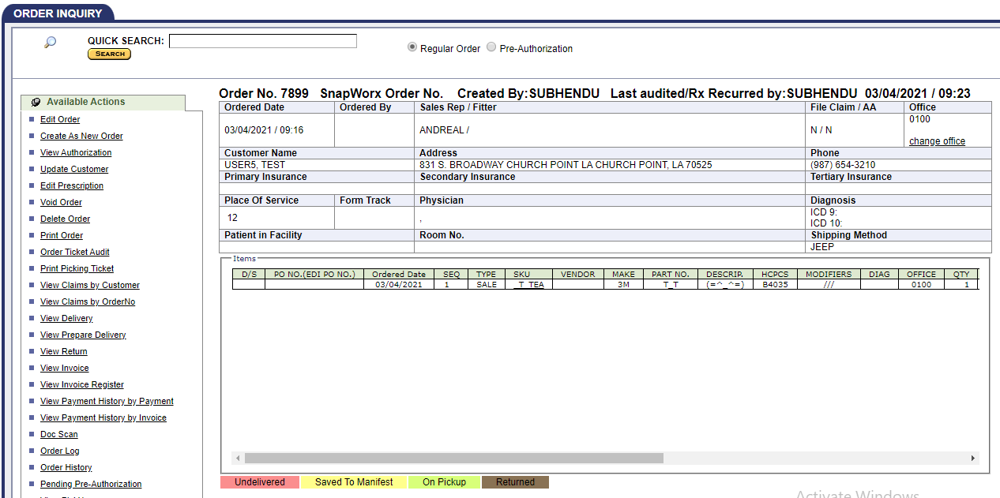 ORDER INQUIRY
QUICK SEARCH:
SEARCH
Regular Order Pre-Authorization
Available Actions
Edit Order
Create As New Order
View Authorization
Update Customer
Edit Prescription
Void Order
Delete Order
Print Order
Order Ticket Audit
Print Picking Ticket
View Claims by Customer
View Claims by OrderNo
View Delivery
View Prepare Delivery
View Return
View Invoice
View Invoice Register
View Payment History by Payment
View Payment History by Invoice
Doc Scan
Order Log
Order History
Pending Pre-Authorization
Order No. 7899 SnapWorx Order No. Created By:SUBHENDU Last audited/Rx Recurred by:SUBHENDU 03/04/2021 / 09:23
Ordered Date Ordered By Sales Rep / Fitter File Claim / AA Office
03/04/2021 / 09:16 ANDREAL / N / N 0100
change office
Customer Name Address Phone
USER5, TEST 831 S. BROADWAY CHURCH POINT LA CHURCH POINT, LA 70525 (987) 654-3210
Primary Insurance Secondary Insurance Tertiary Insurance
Place Of Service Form Track Physician Diagnosis
12 , ICD 9:
ICD 10:
Patient in Facility Room No. Shipping Method
JEEP
Items
D/S PO NO.(EDI PO NO.) Ordered Date SEQ TYPE SKU VENDOR MAKE PART NO. DESCRIP. HCPCS MODIFIERS DIAG OFFICE QTY
03/04/2021 1 SALE _T_TEA 3M T_T (=^_^=) B4035 /// 0100 1
Undelivered Saved To Manifest On Pickup Returned
Activate Windows